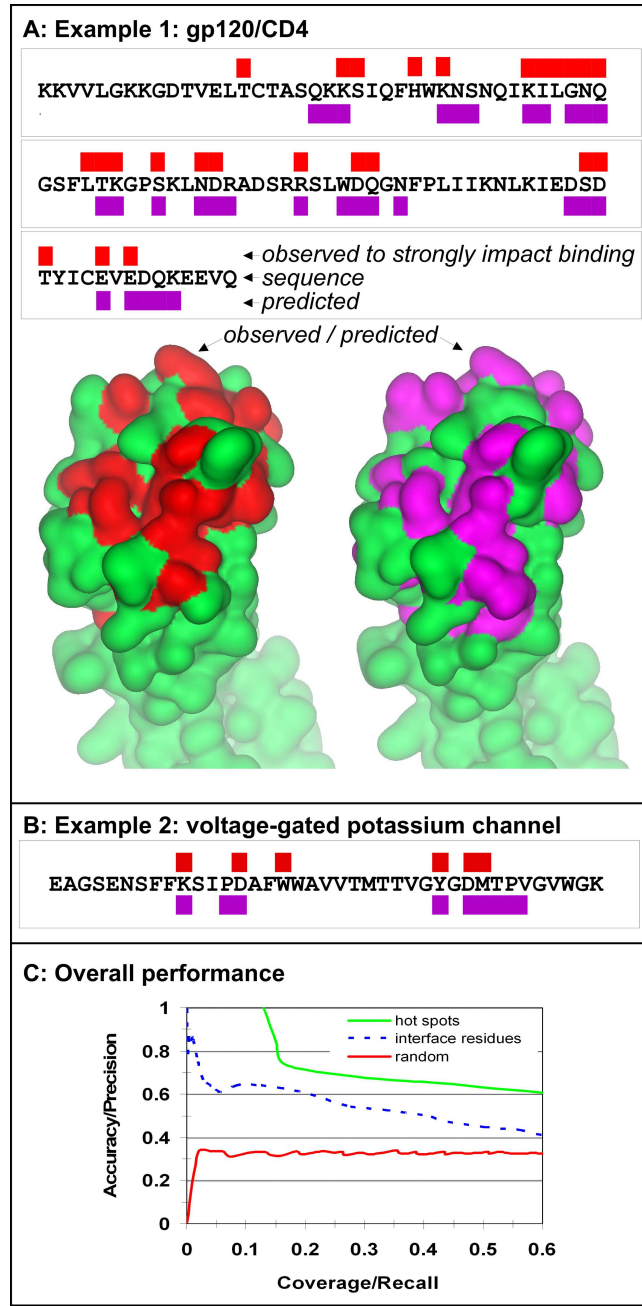 A: Example 1: gp120/CD4
KKVVLGKKGDTVELTCTASQKKSIQFHWKNSNQIKILGNQ
GSFLTKGPSKLNDRADSRRSLWDQGNFPLIIKNLKIEDSD
TYICEVEDQKEEVQ
observed to strongly impact binding
sequence
predicted
observed / predicted
B: Example 2: voltage-gated potassium channel
EAGSENSFFKSIPDAFWWAVVTMTTVGYGDMTPVGVWGK
C: Overall performance
Accuracy/Precision
1
0.8
0.6
0.4
0.2
0
hot spots
interface residues
random
0 0.1 0.2 0.3 0.4 0.5 0.6
Coverage/Recall